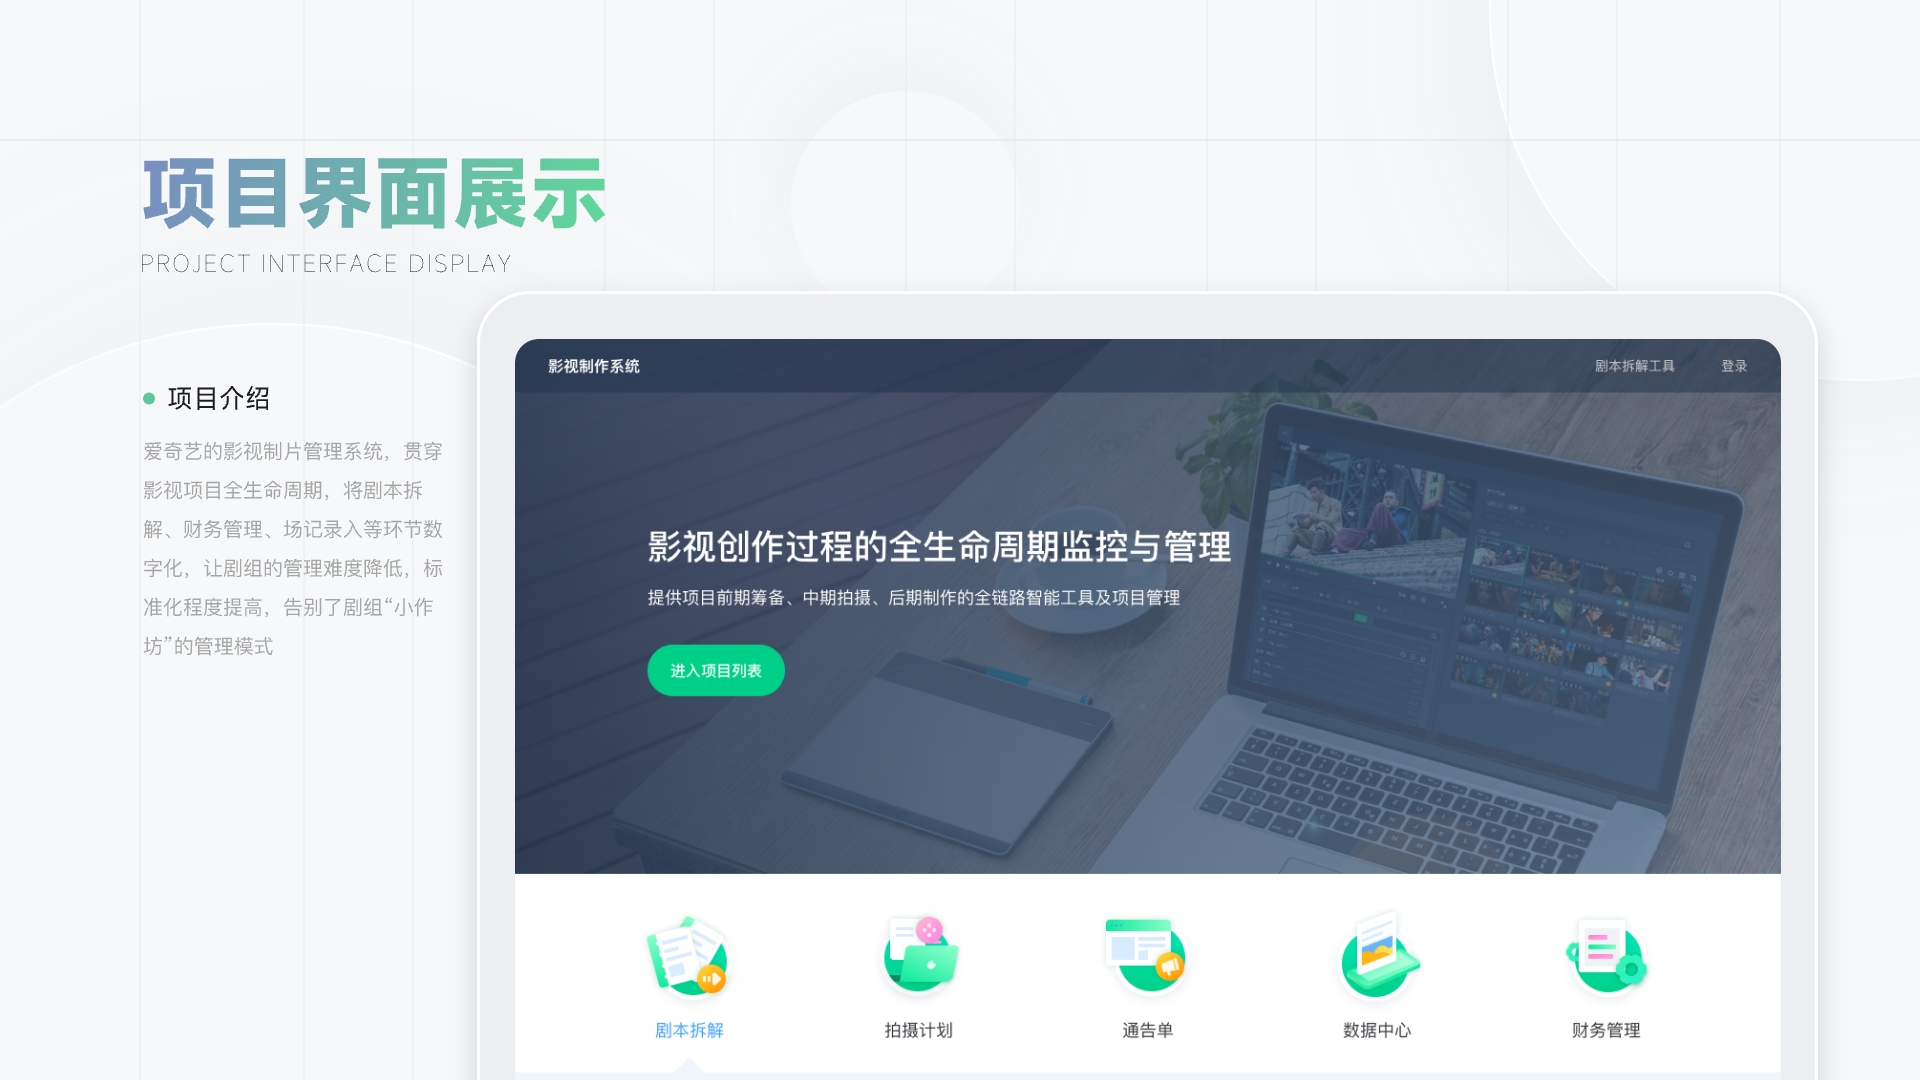 项目界面展示
PROJECT INTERFACE DISPLAY
项目介绍
爱奇艺的影视制片管理系统，贯穿
影视项目全生命周期，将剧本拆
解、财务管理、场记录入等环节数
字化，让剧组的管理难度降低，标
准化程度提高，告别了剧组“小作
坊”的管理模式
影视制作系统
剧本拆解工具
登录
影视创作过程的全生命周期监控与管理
提供项目前期筹备、中期拍摄、后期制作的全链路智能工具及项目管理
进入项目列表
剧本拆解
拍摄计划
通告单
数据中心
财务管理